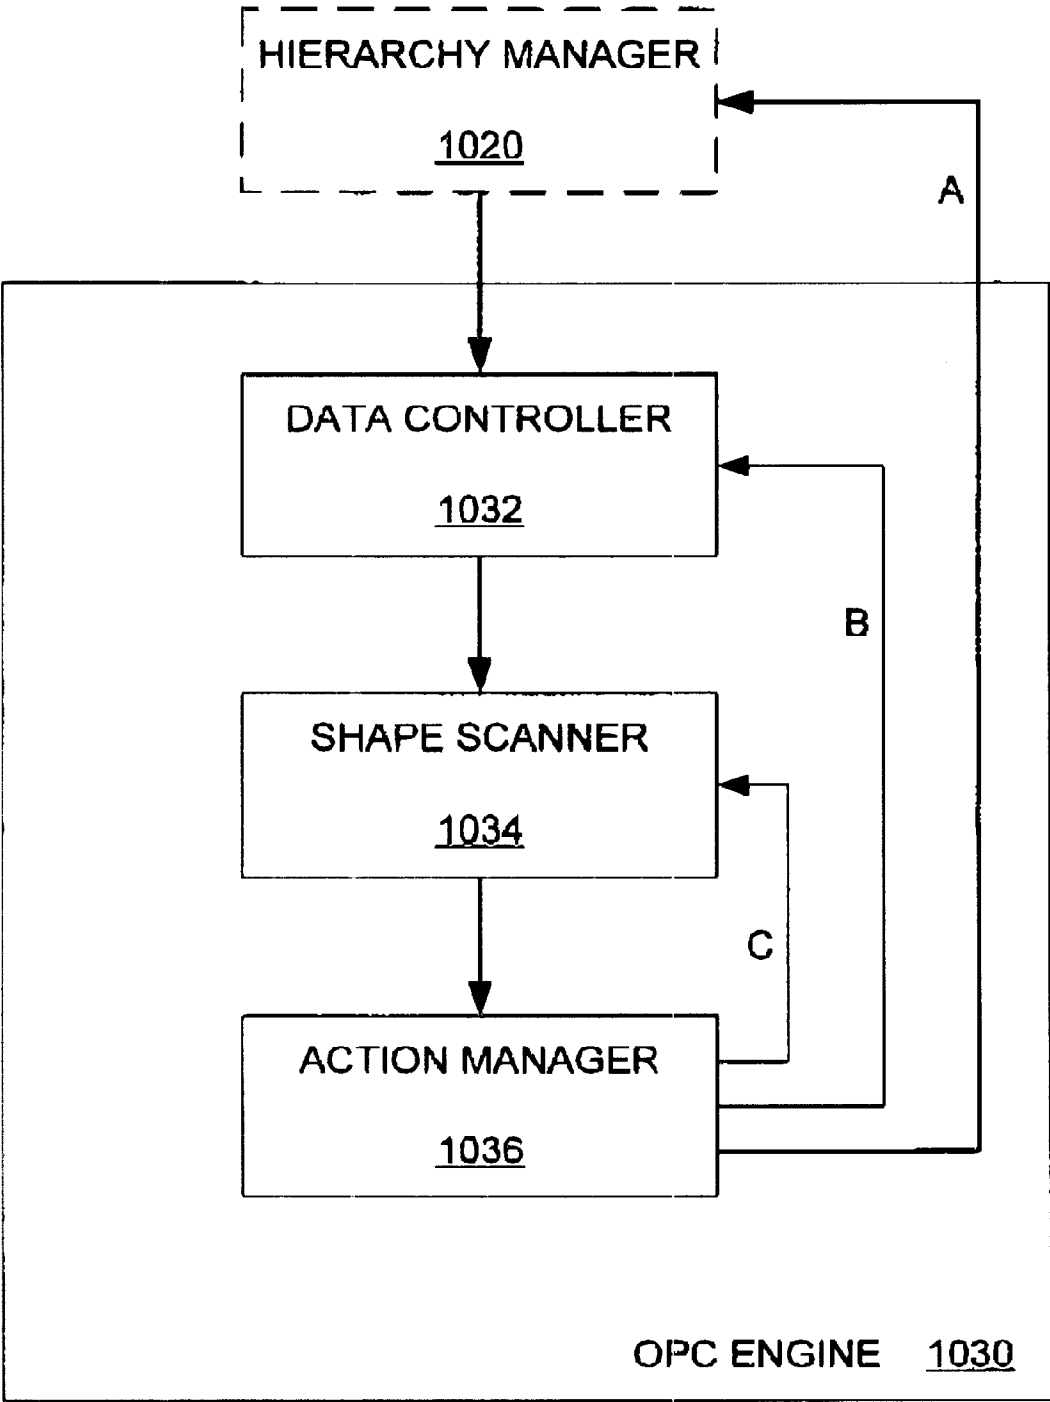 HIERARCHY MANAGER
1020
A
DATA CONTROLLER
1032
B
SHAPE SCANNER
1034
C
ACTION MANAGER
1036
OPC ENGINE 1030